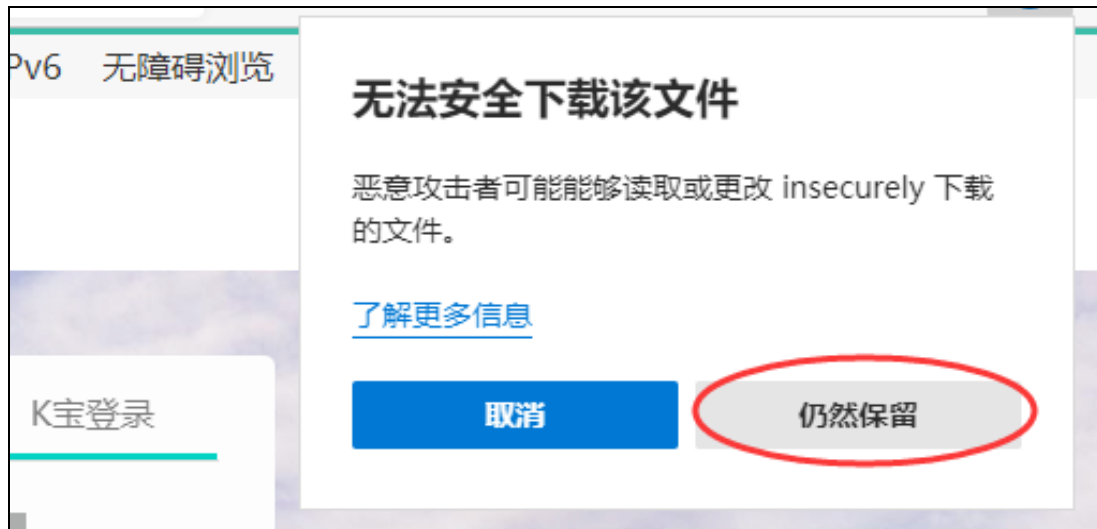 Pv6 无障碍浏览
无法安全下载该文件
恶意攻击者可能能够读取或更改 insecurely 下载
的文件。
了解更多信息
取消 仍然保留
K宝登录